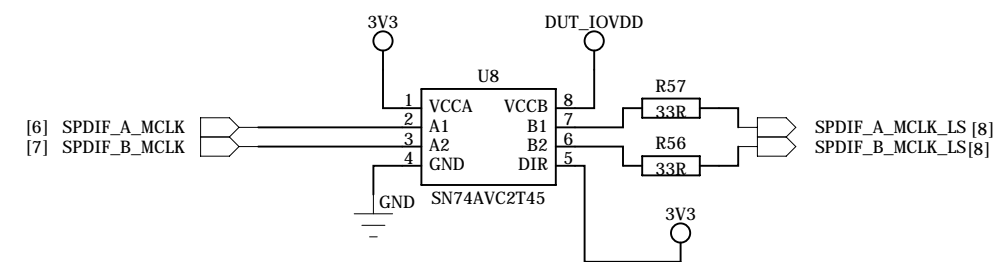 3V3 DUT_IOVDD
U8
R57
1 VCCA VCCB 8
33R
[6] SPDIF_A_MCLK 2 A1 B1 7 SPDIF_A_MCLK_LS [8]
[7] SPDIF_B_MCLK 3 A2 B2 6 R56 SPDIF_B_MCLK_LS[8]
4 GND DIR 5 33R
GND SN74AVC2T45
3V3